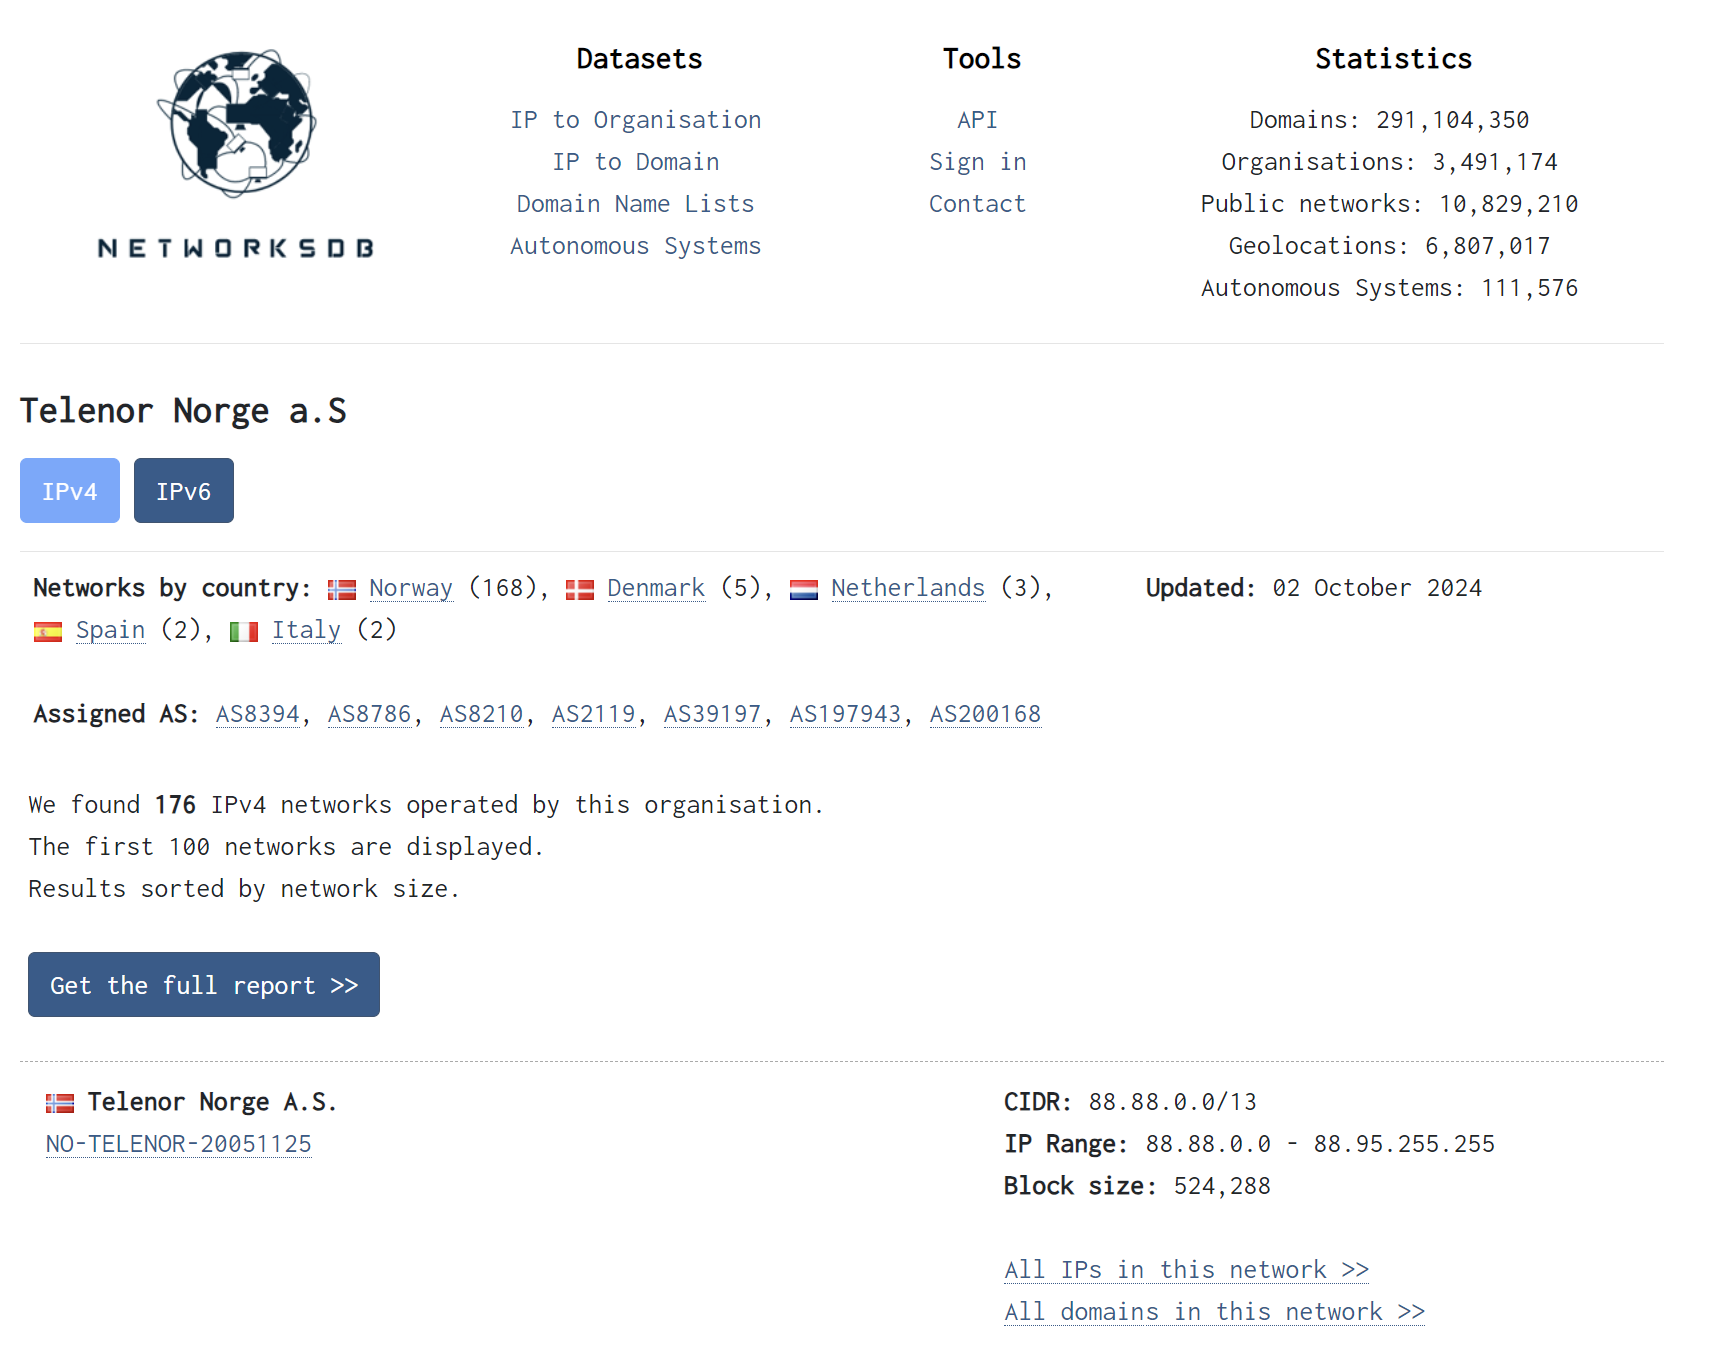 NETWORKSDB
Datasets
IP to Organisation
IP to Domain
Domain Name Lists
Autonomous Systems
Tools
API
Sign in
Contact
Statistics
Domains: 291,104,350
Organisations: 3,491,174
Public networks: 10,829,210
Geolocations: 6,807,017
Autonomous Systems: 111,576
Telenor Norge a.S
IPv4 IPv6
Networks by country: Norway (168), Denmark (5), Netherlands (3),
Spain (2), Italy (2)
Updated: 02 October 2024
Assigned AS: AS8394, AS8786, AS8210, AS2119, AS39197, AS197943, AS200168
We found 176 IPv4 networks operated by this organisation.
The first 100 networks are displayed.
Results sorted by network size.
Get the full report >>
Telenor Norge A.S.
NO-TELENOR-20051125
CIDR: 88.88.0.0/13
IP Range: 88.88.0.0 - 88.95.255.255
Block size: 524,288
All IPs in this network >>
All domains in this network >>